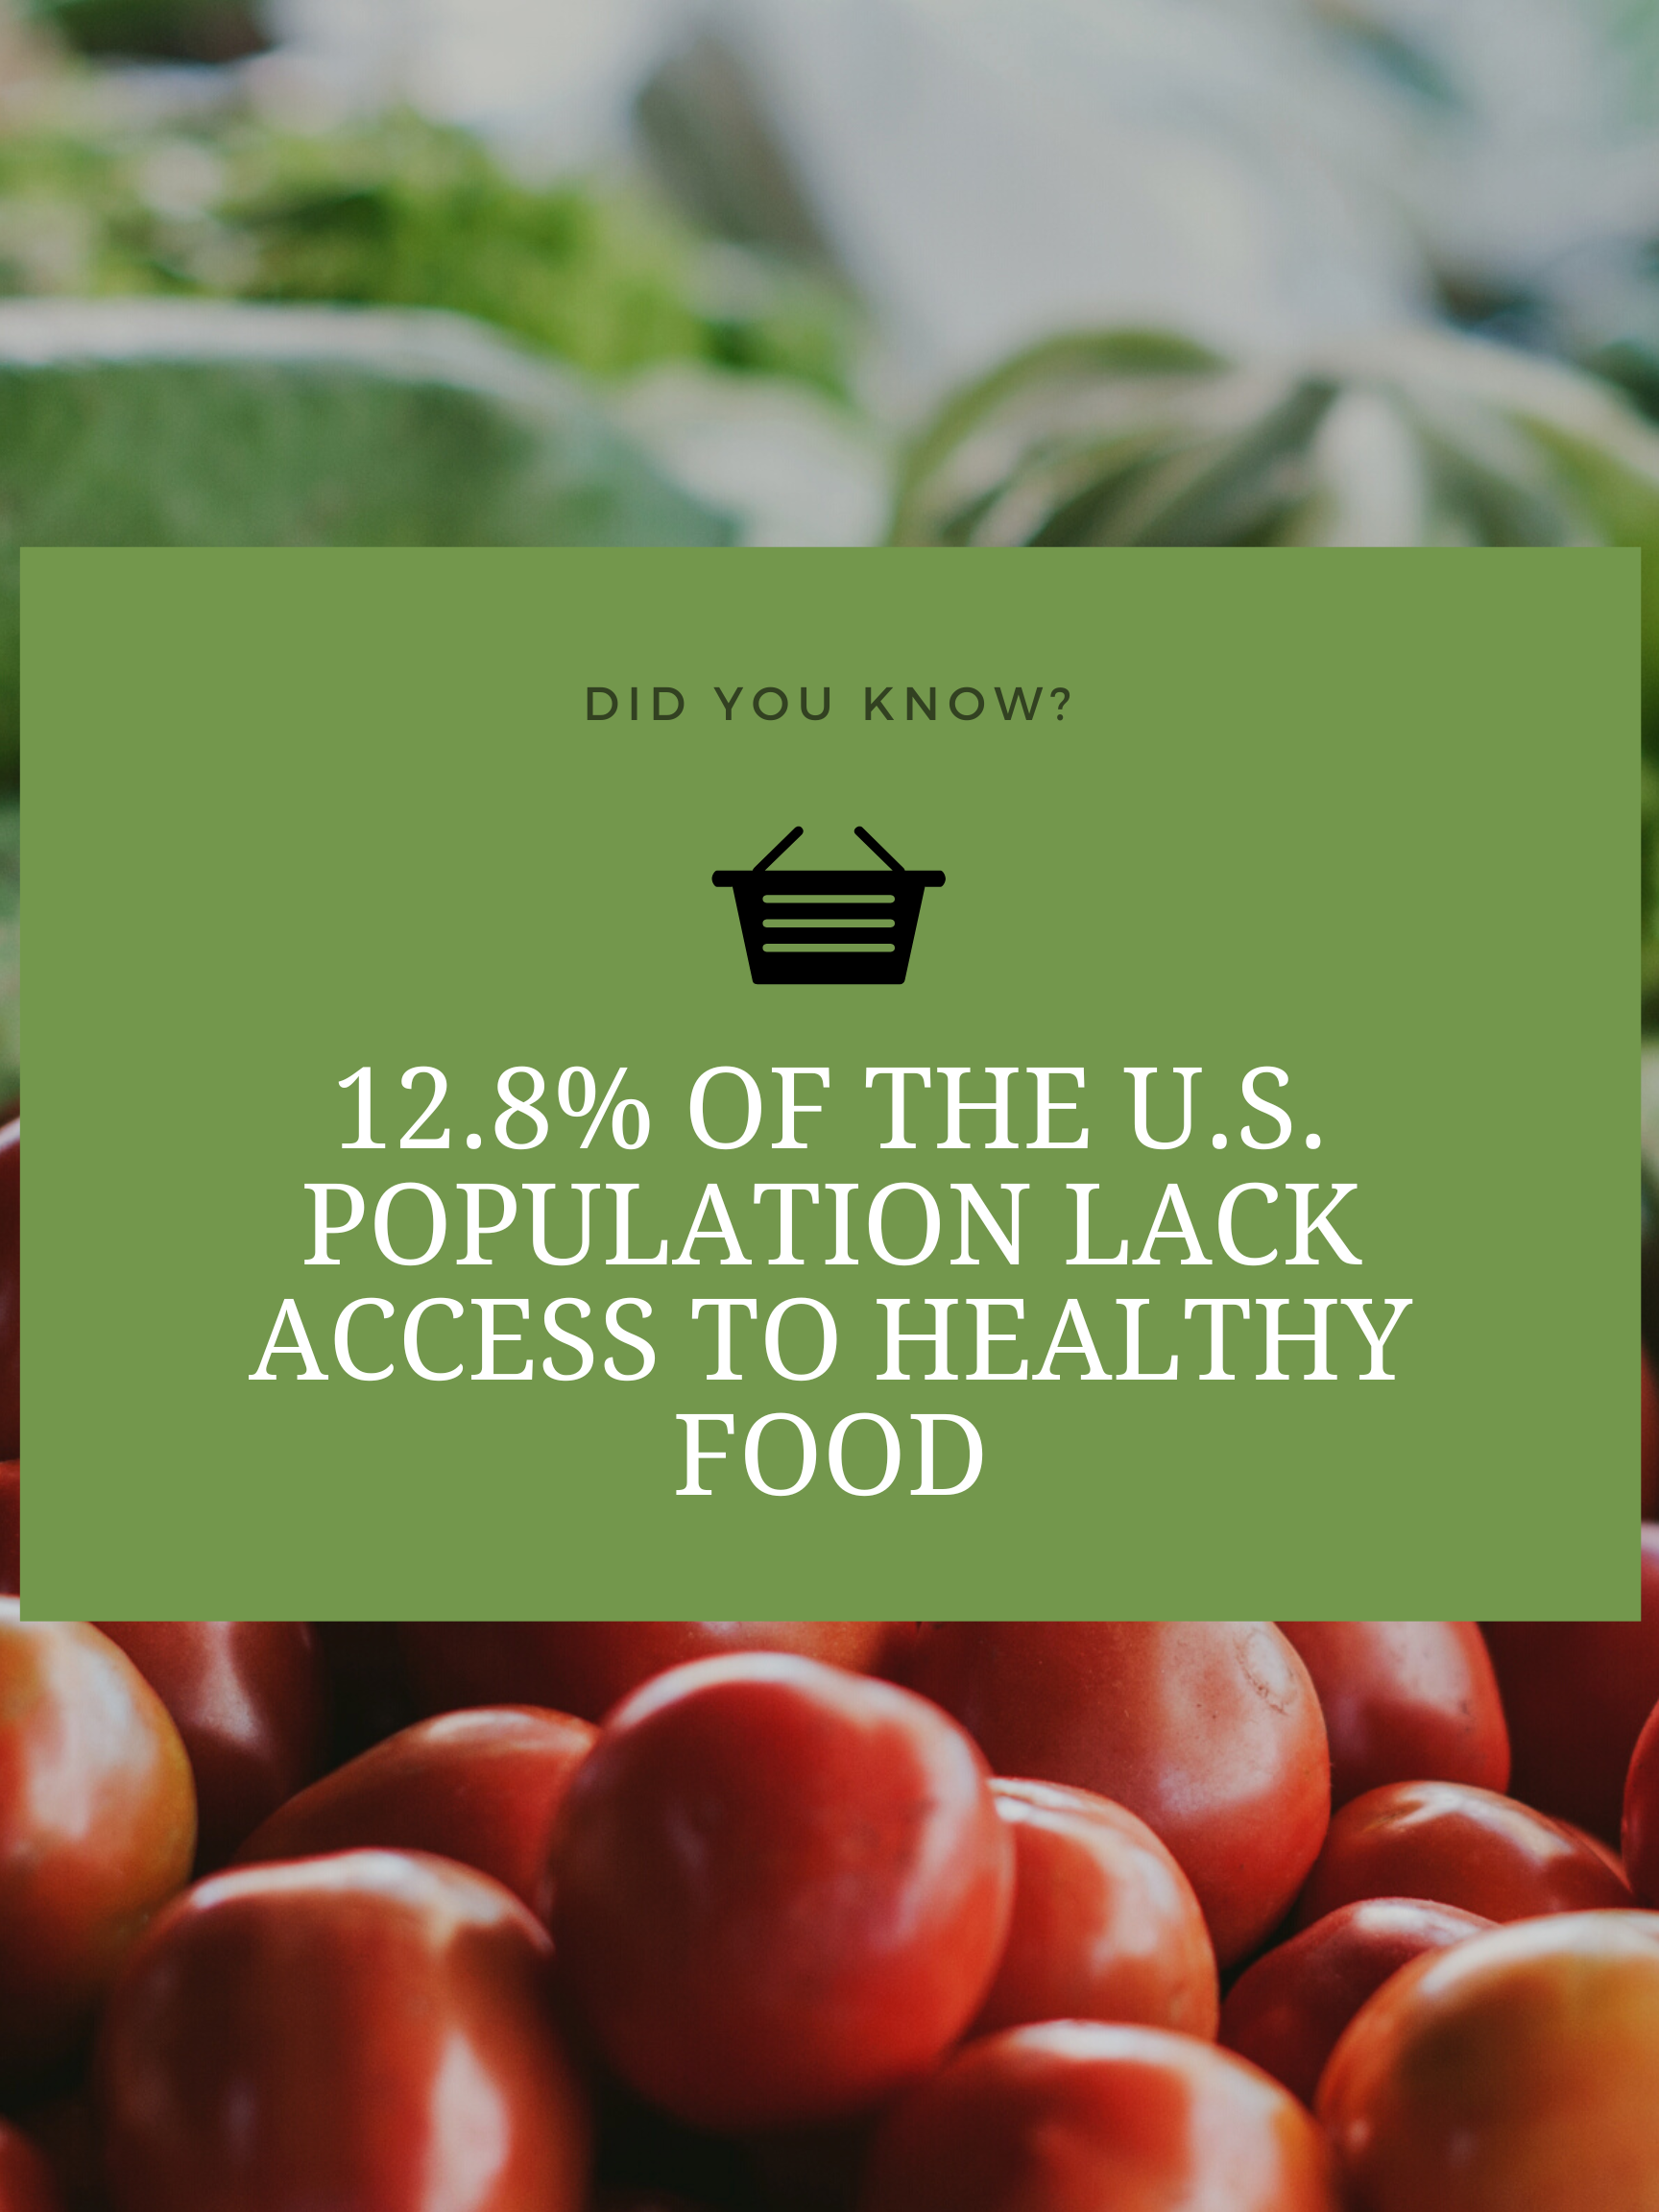 DID YOU KNOW?
12.8% OF THE U.S.
POPULATION LACK
ACCESS TO HEALTHY
FOOD